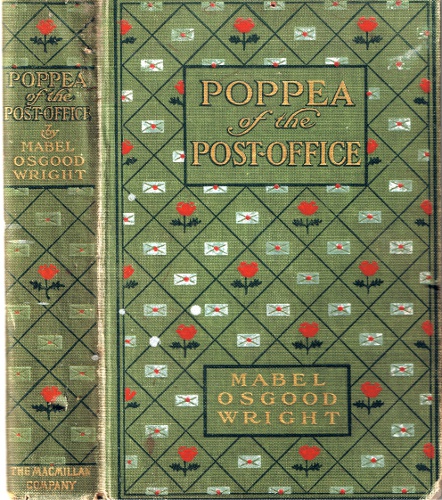 POPPEA
of the
POST-OFFICE
by
MABEL
OSGOOD
WRIGHT
THE MACMILLAN
COMPANY
POPPEA
of the
POST-OFFICE
MABEL
OSGOOD
WRIGHT